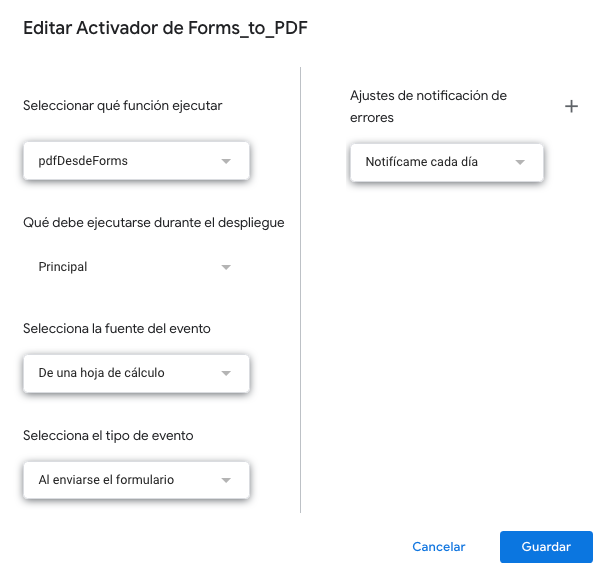 Editar Activador de Forms_to_PDF
Seleccionar qué función ejecutar
pdfDesdeForms
Qué debe ejecutarse durante el despliegue
Principal
Selecciona la fuente del evento
De una hoja de cálculo
Selecciona el tipo de evento
Al enviarse el formulario
Ajustes de notificación de
errores
Notifícame cada día
Cancelar
Guardar